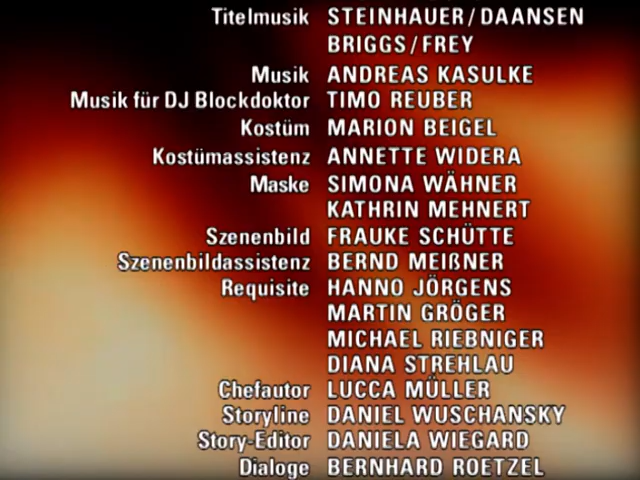 Titelmusik STEINHAUER/DAANSEN
BRIGGS/FREY
Musik ANDREAS KASULKE
Musik für DJ Blockdoktor TIMO REUBER
Kostüm MARION BEIGEL
Kostümassistenz ANNETTE WIDERA
Maske SIMONA WÄHNER
KATHRIN MEHNERT
Szenenbild FRAUKE SCHÜTTE
Szenenbildassistenz BERND MEIßNER
Requisite HANNO JÖRGENS
MARTIN GRÖGER
MICHAEL RIEBNIGER
DIANA STREHLAU
Chefautor LUCCA MÜLLER
Storyline DANIEL WUSCHANSKY
Story-Editor DANIELA WIEGARD
Dialoge BERNHARD ROETZEL